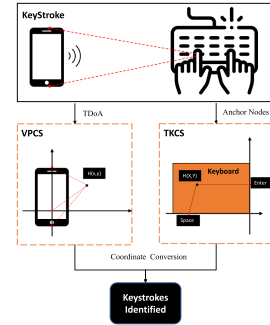 KeyStroke
TDoA
Anchor Nodes
VPCS
TKCS
H(x,y)
Keyboard
H(X,Y)
Enter
Space
Coordinate Conversion
Keystrokes
Identified